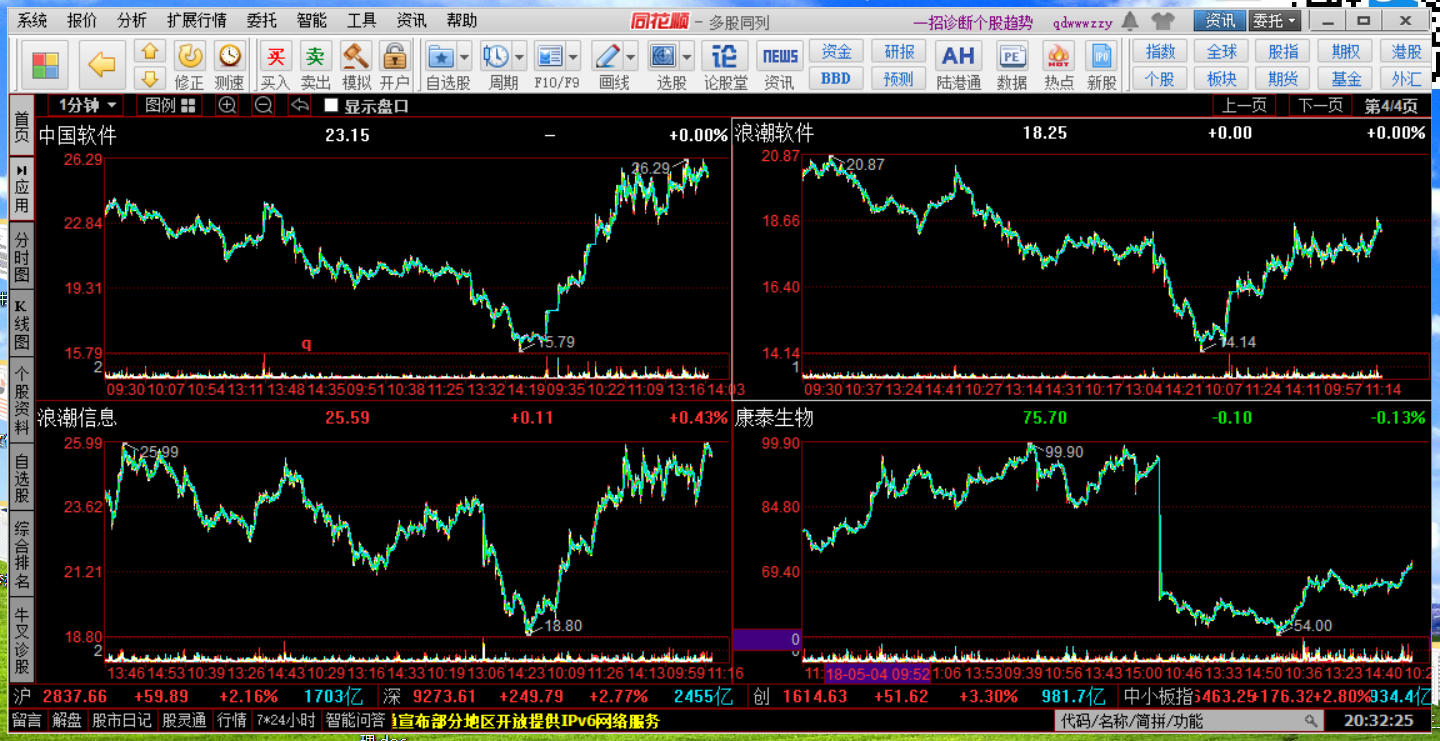 系统 报价 分析 扩展行情 委托 智能 工具 资讯 帮助 同花顺 - 多股同列 一招诊断个股趋势 qdwwwzzy 资讯 委托
修正 测速 买 买入 卖 卖出 模拟 开户 自选股 周期 F10/F9 画线 选股 论 论股堂 NEWS 资讯 资金 BBD 研报 预测 AH 陆港通 PE 数据 HOT 热点 IPO 新股 指数 个股 全球 板块 股指 期货 期权 基金 港股 外汇
首页
应用
分时图
K线图
个股资料
自选股
综合排名
牛叉诊股
1分钟 图例 显示盘口 上一页 下一页 第4/4页
中国软件 23.15 — +0.00%
26.29
22.84
19.31
15.79
2
26.29
15.79
q
09:30 10:07 10:54 13:11 13:48 14:35 09:51 10:38 11:25 13:32 14:19 09:35 10:22 11:09 13:16 14:03
浪潮软件 18.25 +0.00 +0.00%
20.87
18.66
16.40
14.14
1
20.87
14.14
09:30 10:37 13:24 14:41 10:27 13:14 14:31 10:17 13:04 14:21 10:07 11:24 14:11 09:57 11:14
浪潮信息 25.59 +0.11 +0.43%
25.99
23.62
21.21
18.80
2
25.99
18.80
13:46 14:53 10:39 13:26 14:43 10:29 13:16 14:33 10:19 13:06 14:23 10:09 11:26 14:13 09:59 11:16
康泰生物 75.70 -0.10 -0.13%
99.90
84.80
69.40
0
99.90
54.00
18-05-04 09:52 11:06 13:53 09:39 10:56 13:43 15:00 10:46 13:33 14:50 10:36 13:23 14:40
沪 2837.66 +59.89 +2.16% 1703亿 深 9273.61 +249.79 +2.77% 2455亿 创 1614.63 +51.62 +3.30% 981.7亿 中小板指 6463.29 +176.32 +2.80% 934.4亿
留言 解盘 股市日记 股灵通 行情 7*24小时 智能问答 宣布部分地区开放提供IPv6网络服务 代码/名称/简拼/功能 20:32:25